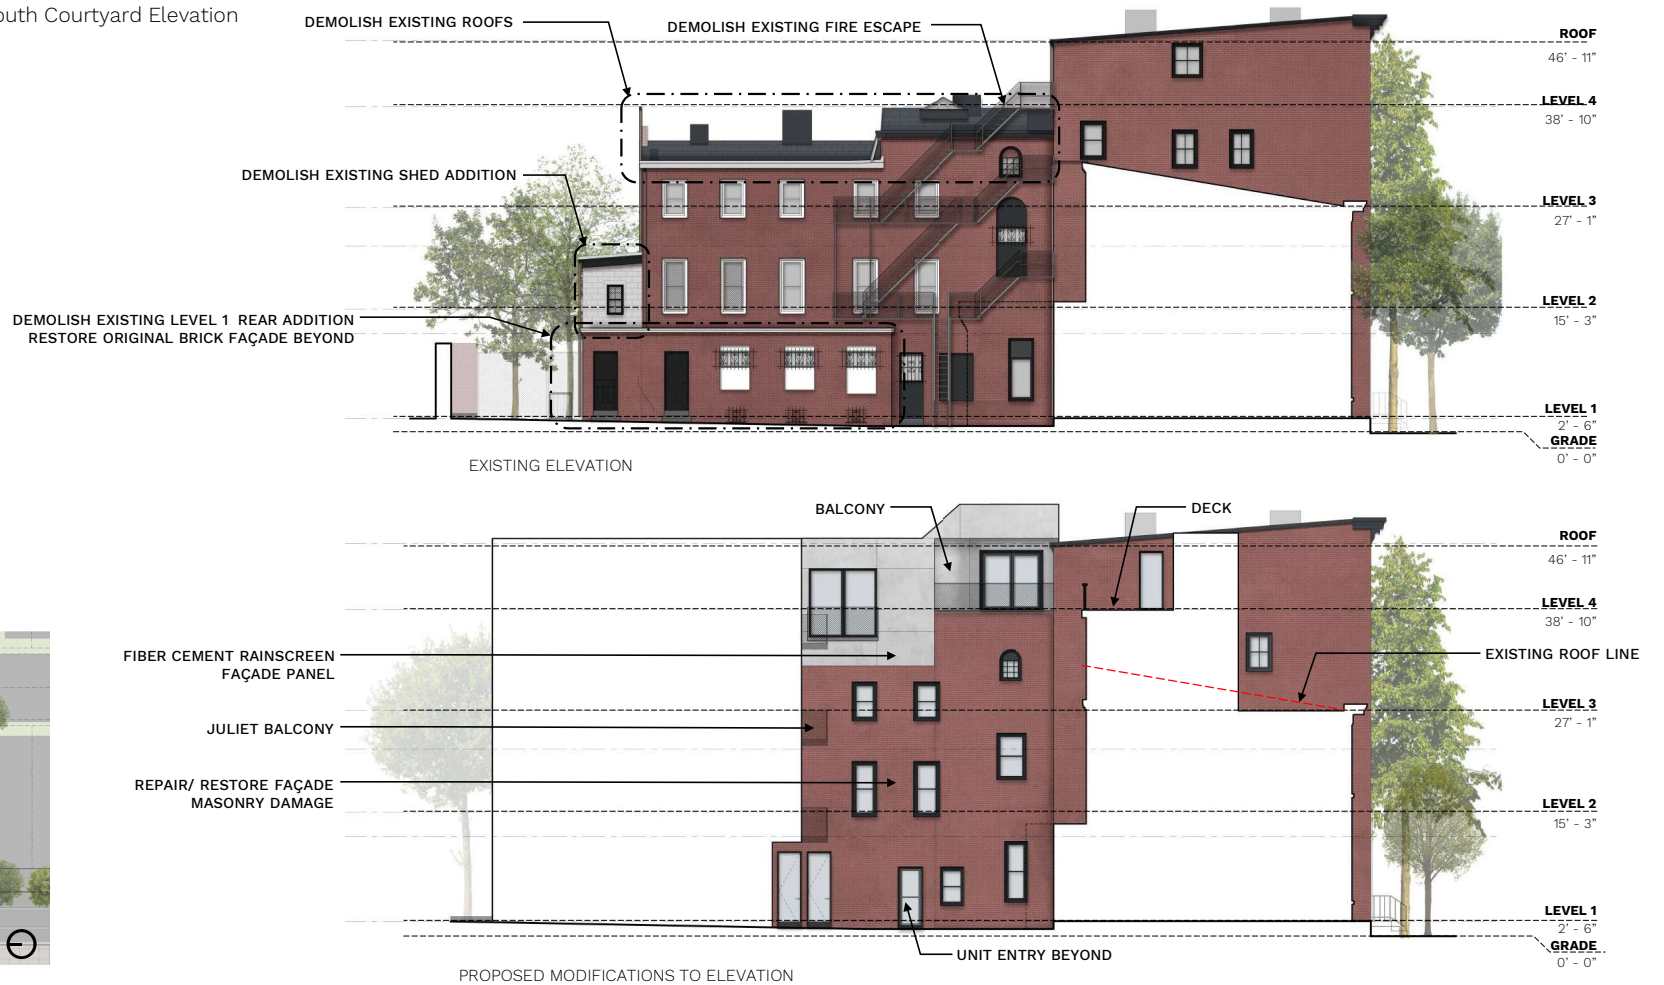 outh Courtyard Elevation
DEMOLISH EXISTING ROOFS
DEMOLISH EXISTING FIRE ESCAPE
ROOF
46' - 11"
LEVEL 4
38' - 10"
DEMOLISH EXISTING SHED ADDITION
LEVEL 3
27' - 1"
LEVEL 2
15' - 3"
DEMOLISH EXISTING LEVEL 1 REAR ADDITION
RESTORE ORIGINAL BRICK FAÇADE BEYOND
LEVEL 1
2' - 6"
GRADE
0' - 0"
EXISTING ELEVATION
BALCONY
DECK
ROOF
46' - 11"
LEVEL 4
38' - 10"
FIBER CEMENT RAINSCREEN
FAÇADE PANEL
EXISTING ROOF LINE
LEVEL 3
27' - 1"
JULIET BALCONY
REPAIR/ RESTORE FAÇADE
MASONRY DAMAGE
LEVEL 2
15' - 3"
LEVEL 1
2' - 6"
GRADE
0' - 0"
UNIT ENTRY BEYOND
PROPOSED MODIFICATIONS TO ELEVATION